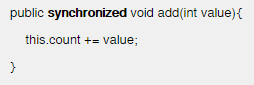 public synchronized void add(int value){
this.count += value;
}